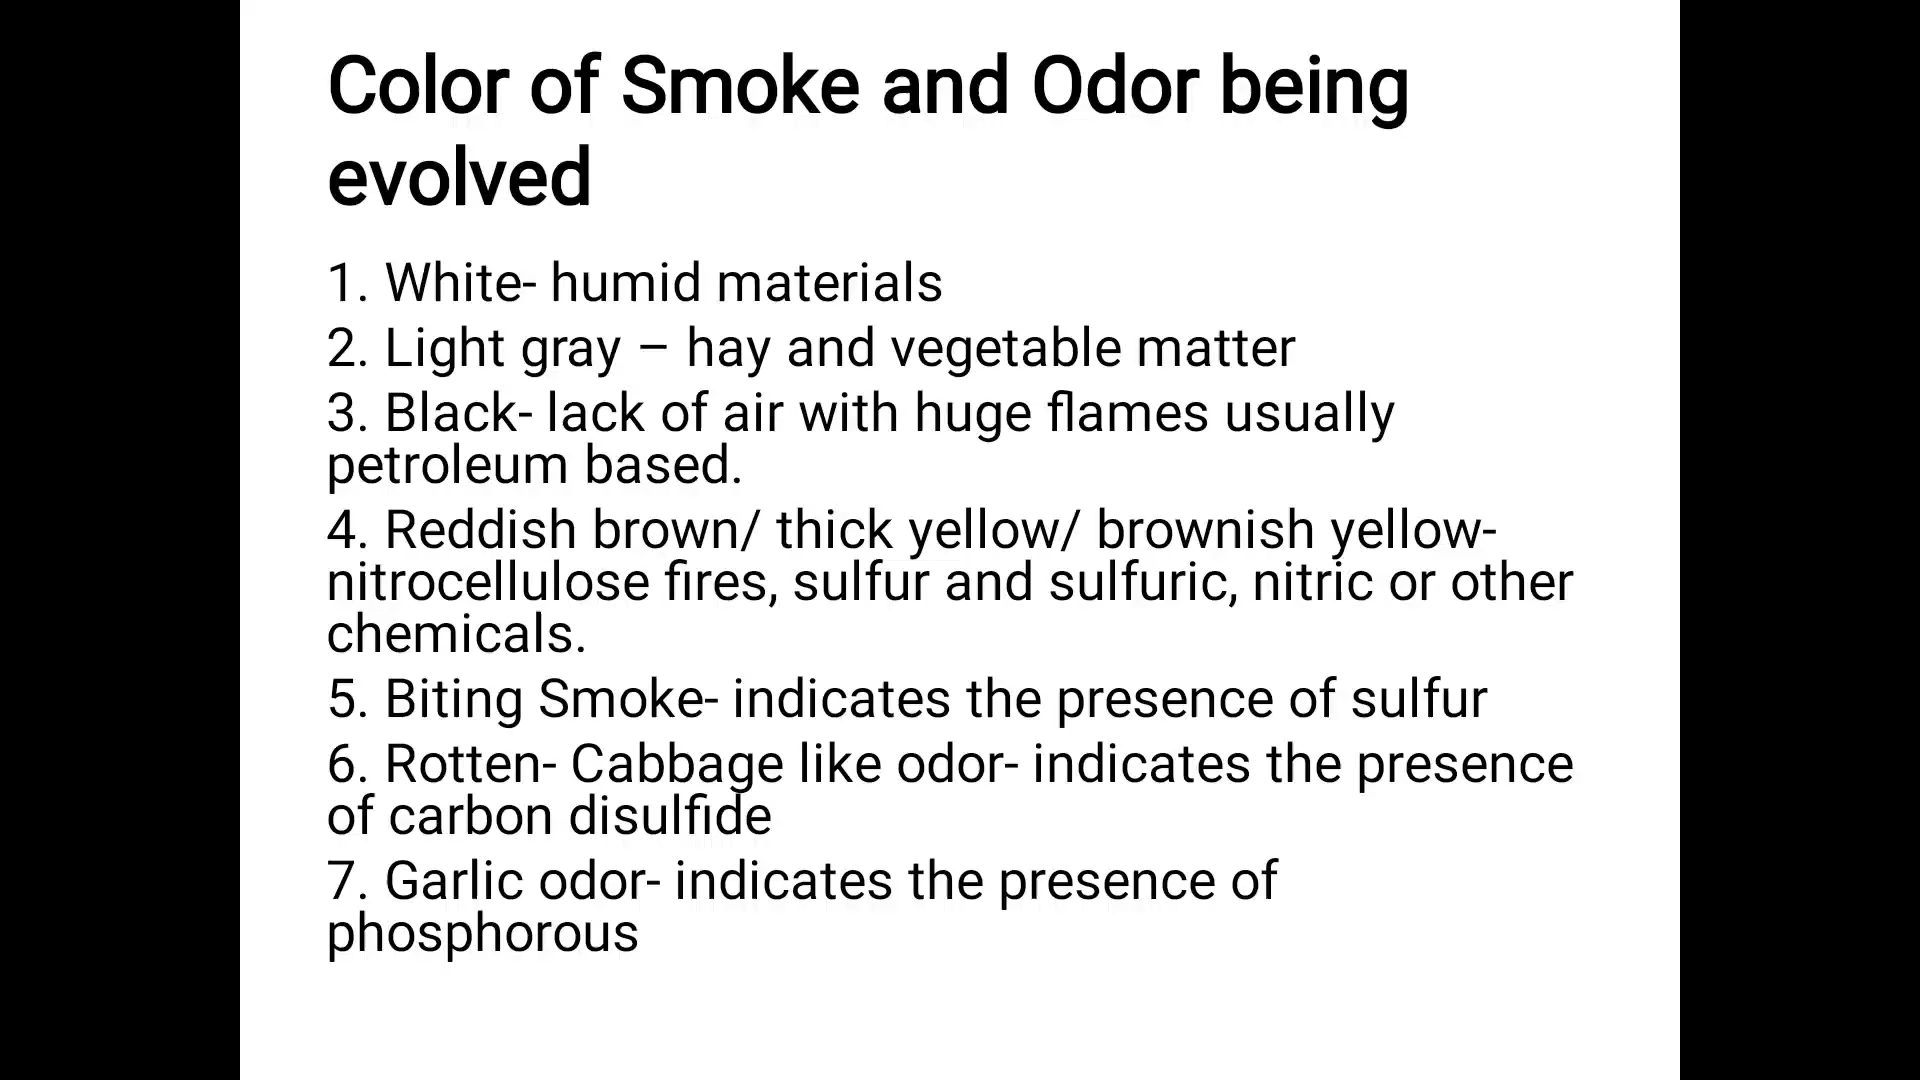 Color of Smoke and Odor being
evolved
1. White- humid materials
2. Light gray – hay and vegetable matter
3. Black- lack of air with huge flames usually
petroleum based.
4. Reddish brown/ thick yellow/ brownish yellow-
nitrocellulose fires, sulfur and sulfuric, nitric or other
chemicals.
5. Biting Smoke- indicates the presence of sulfur
6. Rotten- Cabbage like odor- indicates the presence
of carbon disulfide
7. Garlic odor- indicates the presence of
phosphorous